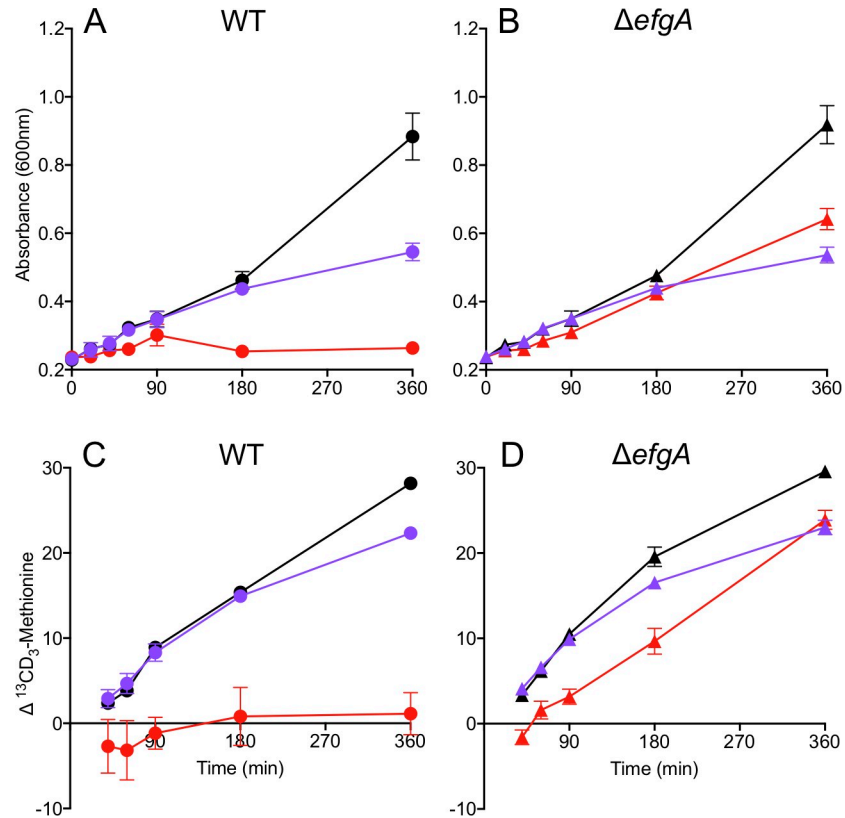 A WT
B ΔefgA
1.2
1.0
0.8
0.6
0.4
0.2
Absorbance (600nm)
0 90 180 270 360
1.2
1.0
0.8
0.6
0.4
0.2
0 90 180 270 360
C WT
D ΔefgA
30
20
10
0
-10
Δ ¹³CD₃-Methionine
90 180 270 360
Time (min)
30
20
10
0
-10
90 180 270 360
Time (min)